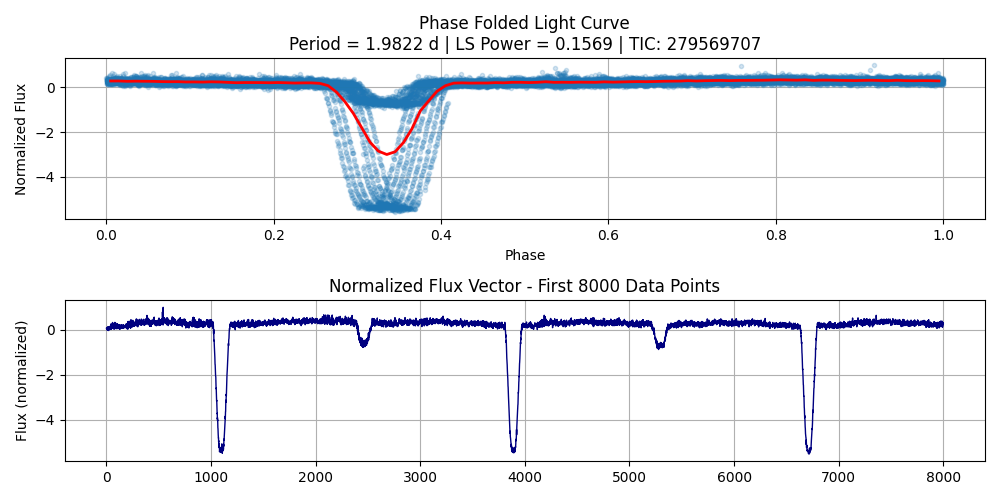 Phase Folded Light Curve
Period = 1.9822 d | LS Power = 0.1569 | TIC: 279569707
Normalized Flux
0
−2
−4
0.0 0.2 0.4 0.6 0.8 1.0
Phase
Normalized Flux Vector - First 8000 Data Points
Flux (normalized)
0
−2
−4
0 1000 2000 3000 4000 5000 6000 7000 8000